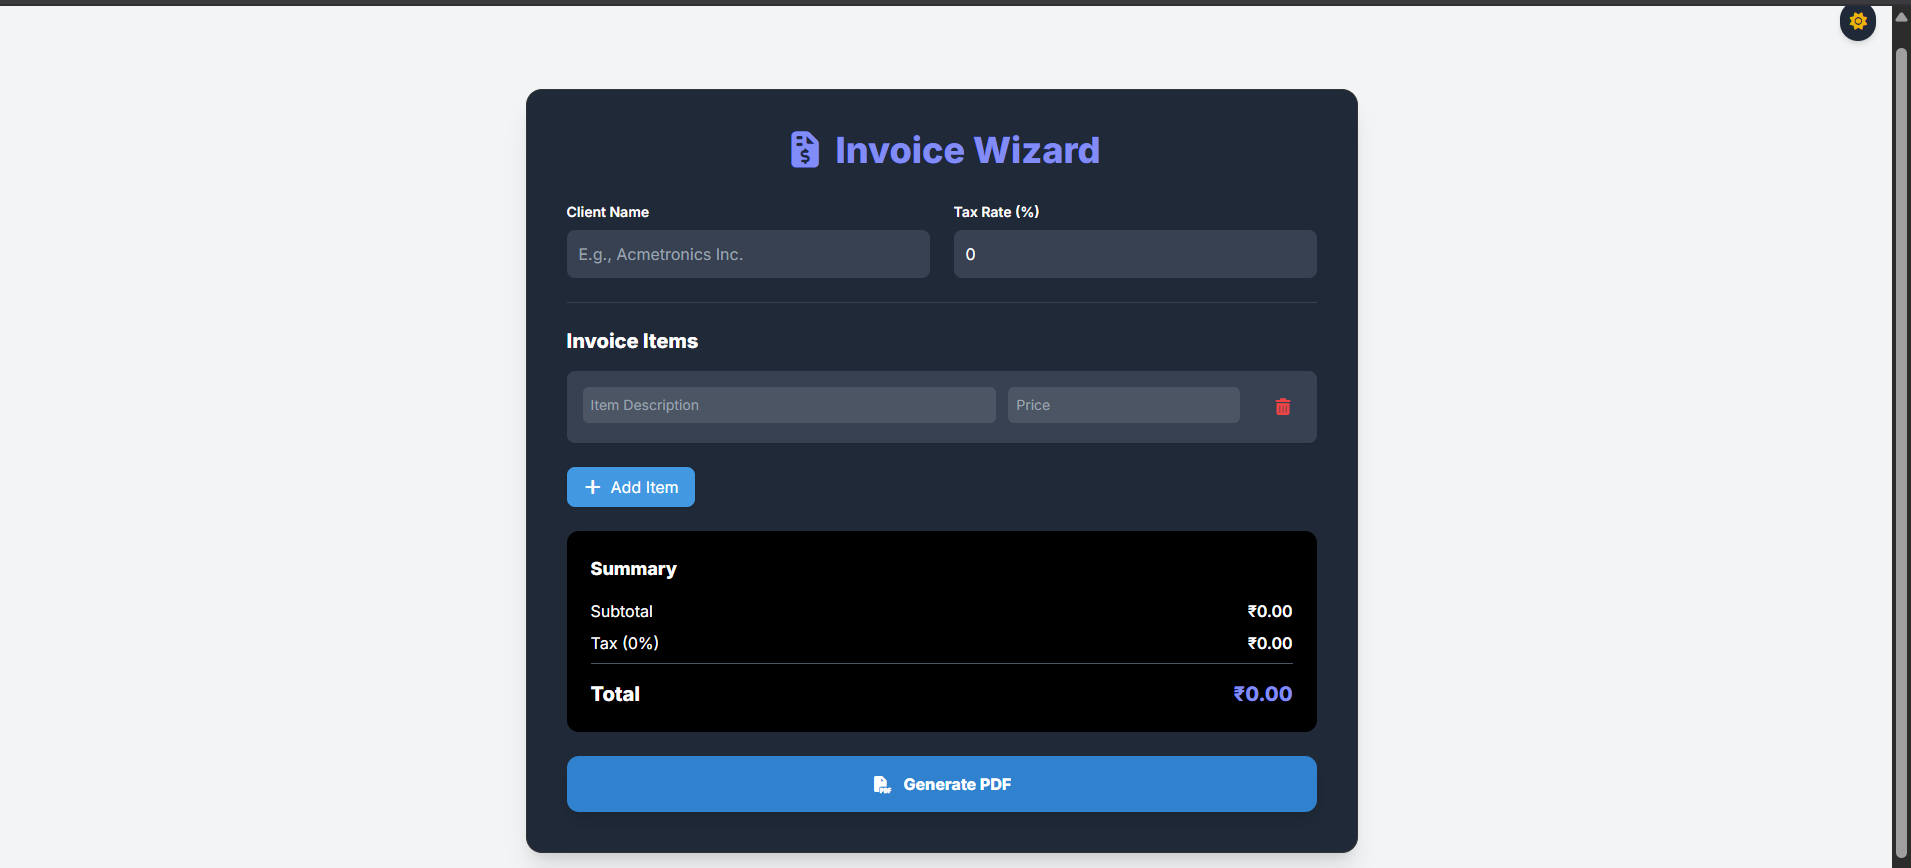 Invoice Wizard
Client Name
Tax Rate (%)
E.g., Acmetronics Inc.
0
Invoice Items
Item Description
Price
Add Item
Summary
Subtotal
₹0.00
Tax (0%)
₹0.00
Total
₹0.00
PDF
Generate PDF